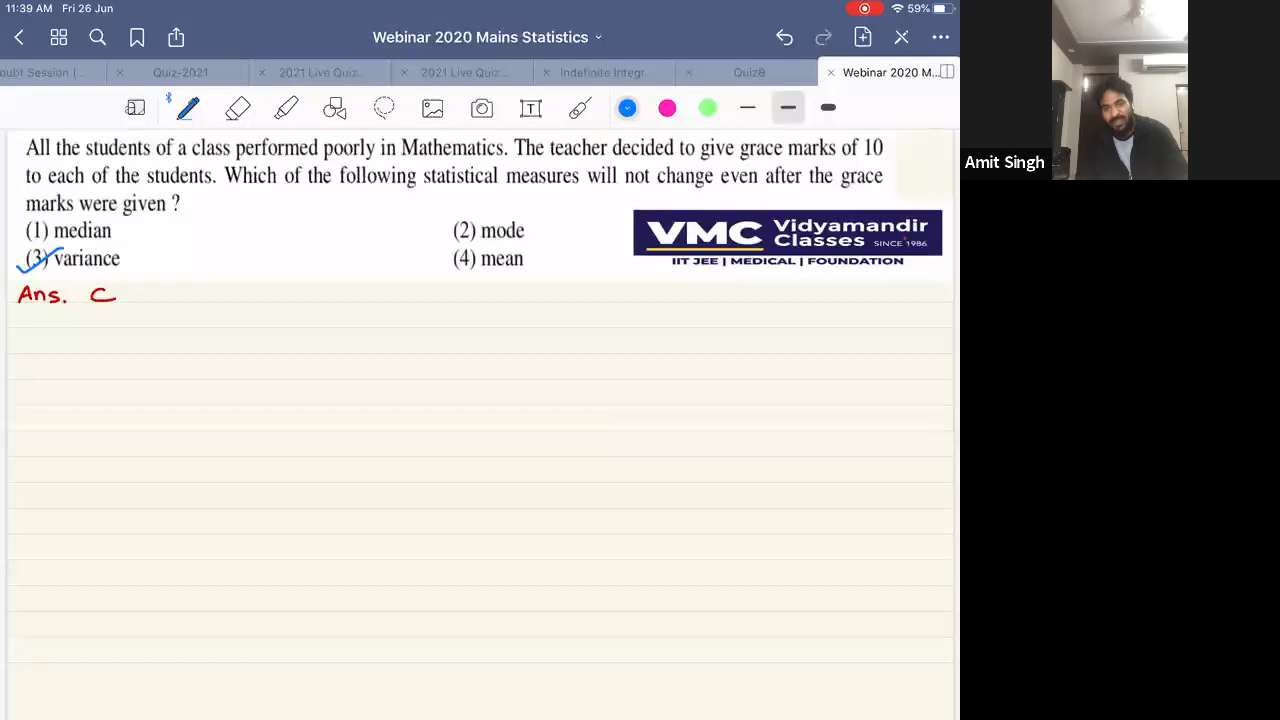 11:39 AM Fri 26 Jun
59%
Webinar 2020 Mains Statistics
oubt Session (...
Quiz-2021
2021 Live Quiz...
2021 Live Quiz...
Indefinite Integr
Quiz8
Webinar 2020 M...
T
All the students of a class performed poorly in Mathematics. The teacher decided to give grace marks of 10
to each of the students. Which of the following statistical measures will not change even after the grace
marks were given ?
(1) median
(2) mode
(3) variance
(4) mean
VMC Vidyamandir
Classes SINCE 1986
IIT JEE | MEDICAL | FOUNDATION
Ans. C
Amit Singh